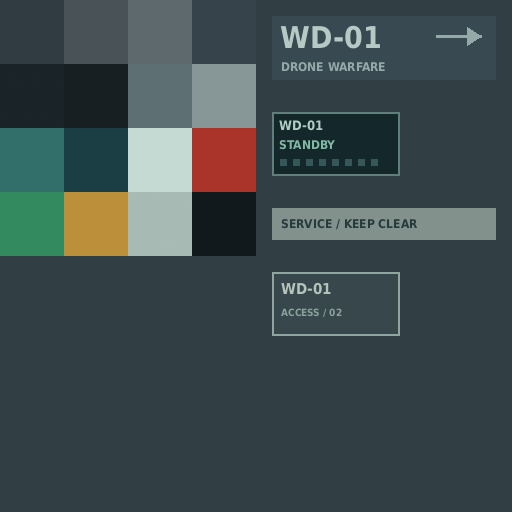 WD-01
DRONE WARFARE
WD-01
STANDBY
SERVICE / KEEP CLEAR
WD-01
ACCESS / 02